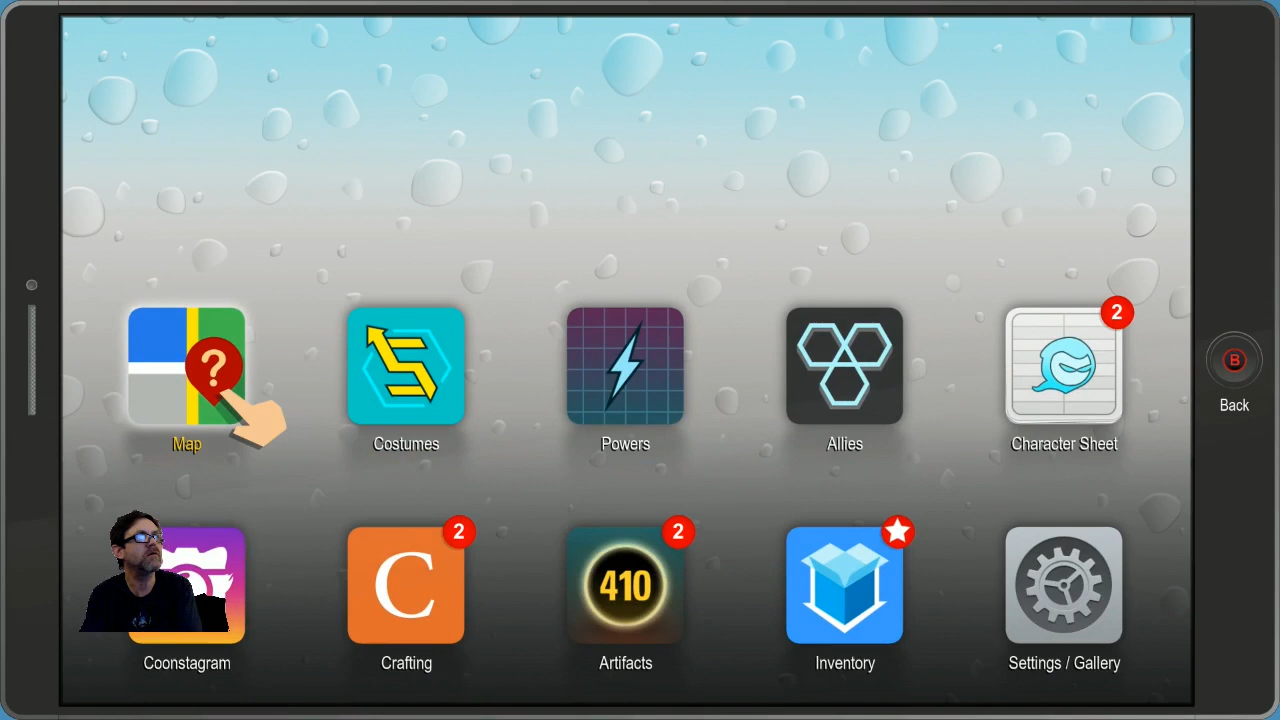 ?
2
Map
Costumes
Powers
Allies
Character Sheet
B
Back
2
2
C
410
Coonstagram
Crafting
Artifacts
Inventory
Settings / Gallery